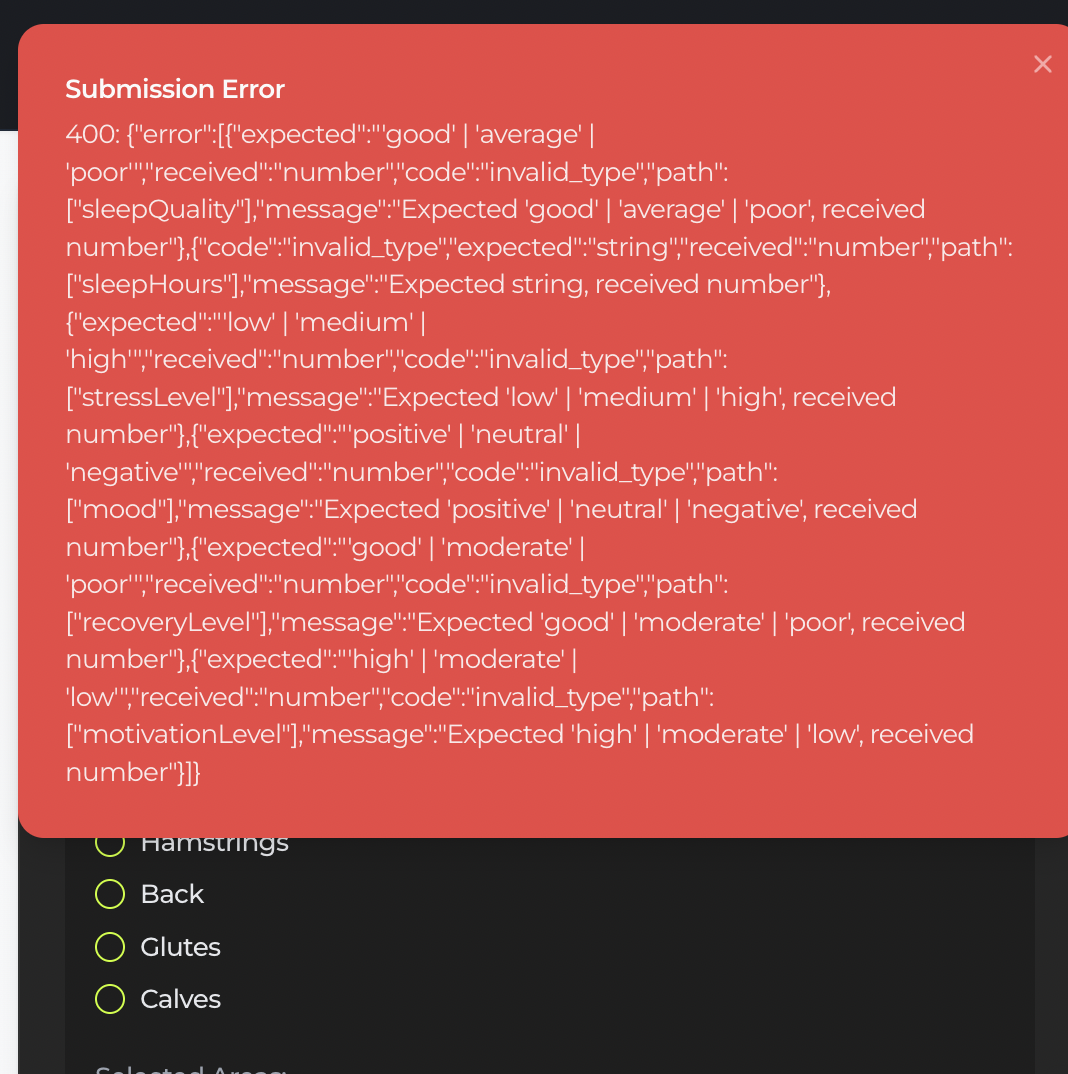 Submission Error
400: {"error":[{"expected":"'good' | 'average' |
'poor'","received":"number","code":"invalid_type","path":
["sleepQuality"],"message":"Expected 'good' | 'average' | 'poor', received
number"},{"code":"invalid_type","expected":"string","received":"number","path":
["sleepHours"],"message":"Expected string, received number"},
{"expected":"'low' | 'medium' |
'high'","received":"number","code":"invalid_type","path":
["stressLevel"],"message":"Expected 'low' | 'medium' | 'high', received
number"},{"expected":"'positive' | 'neutral' |
'negative'","received":"number","code":"invalid_type","path":
["mood"],"message":"Expected 'positive' | 'neutral' | 'negative', received
number"},{"expected":"'good' | 'moderate' |
'poor'","received":"number","code":"invalid_type","path":
["recoveryLevel"],"message":"Expected 'good' | 'moderate' | 'poor', received
number"},{"expected":"'high' | 'moderate' |
'low'","received":"number","code":"invalid_type","path":
["motivationLevel"],"message":"Expected 'high' | 'moderate' | 'low', received
number"}]}
Hamstrings
Back
Glutes
Calves
Selected Areas: